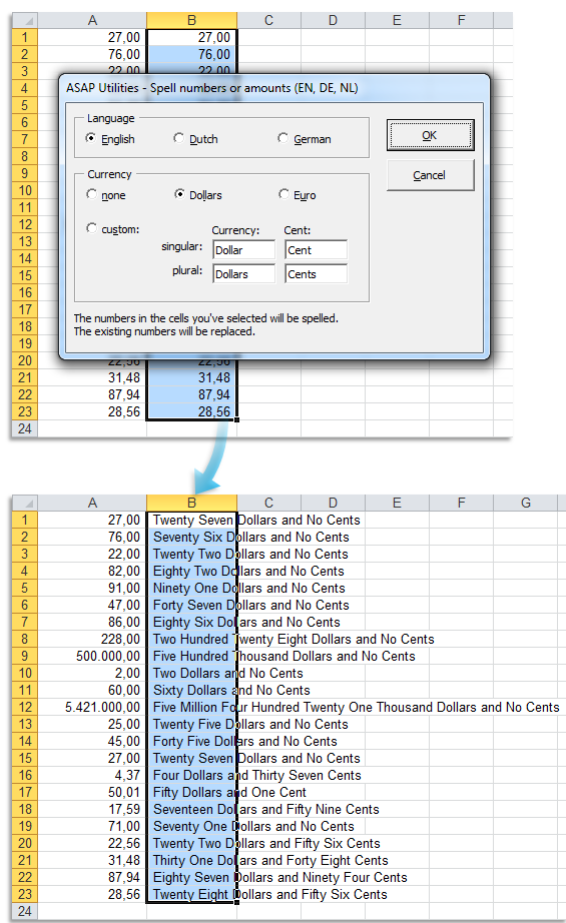 A B C D E F
1 27,00 27,00
2 76,00 76,00
3 22,00 22,00
4 ASAP Utilities - Spell numbers or amounts (EN, DE, NL)
5
6 Language
7 English Dutch German OK
8
9 Currency Cancel
10 none Dollars Euro
11
12 custom: Currency: Cent:
13 singular: Dollar Cent
14
15 plural: Dollars Cents
16
17 The numbers in the cells you've selected will be spelled.
18 The existing numbers will be replaced.
19
20 22,56 22,56
21 31,48 31,48
22 87,94 87,94
23 28,56 28,56
24
A B C D E F G
1 27,00 Twenty Seven Dollars and No Cents
2 76,00 Seventy Six Dollars and No Cents
3 22,00 Twenty Two Dollars and No Cents
4 82,00 Eighty Two Dollars and No Cents
5 91,00 Ninety One Dollars and No Cents
6 47,00 Forty Seven Dollars and No Cents
7 86,00 Eighty Six Dollars and No Cents
8 228,00 Two Hundred Twenty Eight Dollars and No Cents
9 500.000,00 Five Hundred Thousand Dollars and No Cents
10 2,00 Two Dollars and No Cents
11 60,00 Sixty Dollars and No Cents
12 5.421.000,00 Five Million Four Hundred Twenty One Thousand Dollars and No Cents
13 25,00 Twenty Five Dollars and No Cents
14 45,00 Forty Five Dollars and No Cents
15 27,00 Twenty Seven Dollars and No Cents
16 4,37 Four Dollars and Thirty Seven Cents
17 50,01 Fifty Dollars and One Cent
18 17,59 Seventeen Dollars and Fifty Nine Cents
19 71,00 Seventy One Dollars and No Cents
20 22,56 Twenty Two Dollars and Fifty Six Cents
21 31,48 Thirty One Dollars and Forty Eight Cents
22 87,94 Eighty Seven Dollars and Ninety Four Cents
23 28,56 Twenty Eight Dollars and Fifty Six Cents
24